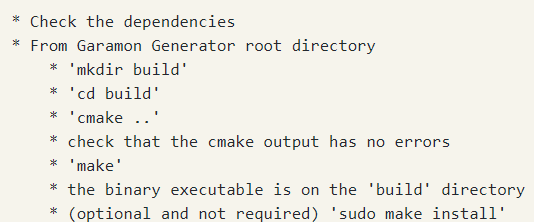 * Check the dependencies
* From Garamon Generator root directory
* 'mkdir build'
* 'cd build'
* 'cmake ..'
* check that the cmake output has no errors
* 'make'
* the binary executable is on the 'build' directory
* (optional and not required) 'sudo make install'